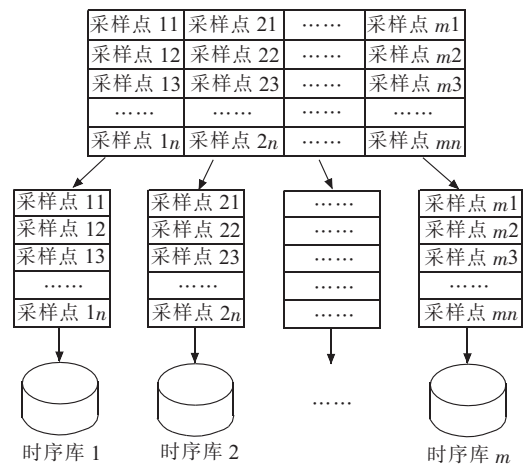 采样点 11 采样点 21 …… 采样点 m1
采样点 12 采样点 22 …… 采样点 m2
采样点 13 采样点 23 …… 采样点 m3
…… …… …… ……
采样点 1n 采样点 2n …… 采样点 mn
采样点 11 采样点 21 …… 采样点 m1
采样点 12 采样点 22 …… 采样点 m2
采样点 13 采样点 23 …… 采样点 m3
…… …… …… ……
采样点 1n 采样点 2n …… 采样点 mn
……
时序库 1 时序库 2 时序库 m